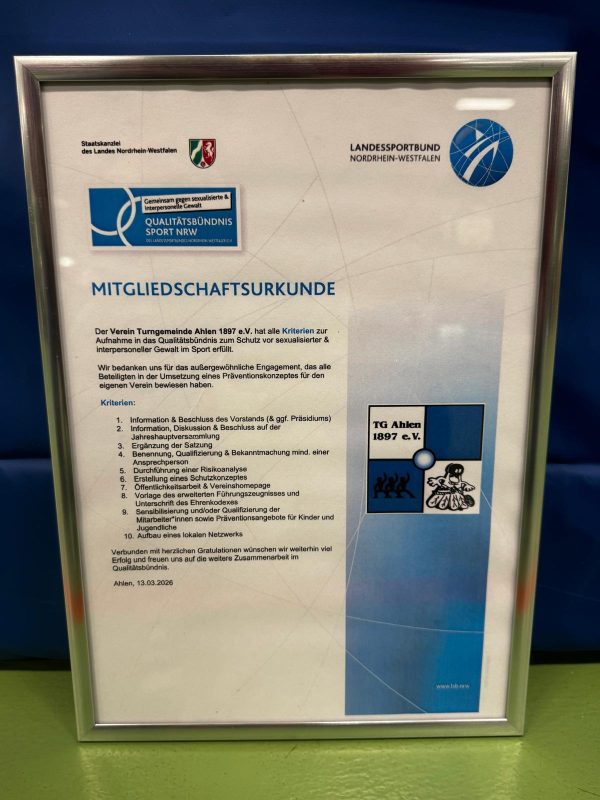 Staatskanzlei
des Landes Nordrhein-Westfalen
LANDESSPORTBUND
NORDRHEIN-WESTFALEN
Gemeinsam gegen sexualisierte &
interpersonelle Gewalt
QUALITÄTSBÜNDNIS
SPORT NRW
DES LANDESSPORTBUNDES NORDRHEIN-WESTFALEN E.V.
MITGLIEDSCHAFTSURKUNDE
Der Verein Turngemeinde Ahlen 1897 e.V. hat alle Kriterien zur
Aufnahme in das Qualitätsbündnis zum Schutz vor sexualisierter &
interpersoneller Gewalt im Sport erfüllt.
Wir bedanken uns für das außergewöhnliche Engagement, das alle
Beteiligten in der Umsetzung eines Präventionskonzeptes für den
eigenen Verein bewiesen haben.
Kriterien:
1. Information & Beschluss des Vorstands (& ggf. Präsidiums)
2. Information, Diskussion & Beschluss auf der
Jahreshauptversammlung
3. Ergänzung der Satzung
4. Benennung, Qualifizierung & Bekanntmachung mind. einer
Ansprechperson
5. Durchführung einer Risikoanalyse
6. Erstellung eines Schutzkonzeptes
7. Öffentlichkeitsarbeit & Vereinshomepage
8. Vorlage des erweiterten Führungszeugnisses und
Unterschrift des Ehrenkodexes
9. Sensibilisierung und/oder Qualifizierung der
Mitarbeiter*innen sowie Präventionsangebote für Kinder und
Jugendliche
10. Aufbau eines lokalen Netzwerks
Verbunden mit herzlichen Gratulationen wünschen wir weiterhin viel
Erfolg und freuen uns auf die weitere Zusammenarbeit im
Qualitätsbündnis.
Ahlen, 13.03.2026
TG Ahlen
1897 e.V.
www.lsb.nrw